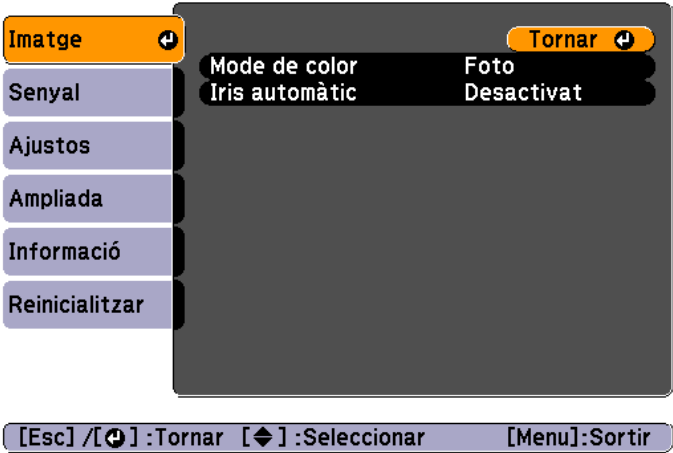 Imatge
Tornar
Mode de color Foto
Iris automàtic Desactivat
Senyal
Ajustos
Ampliada
Informació
Reinicialitzar
[Esc] /[ ] :Tornar [ ] :Seleccionar [Menu]:Sortir